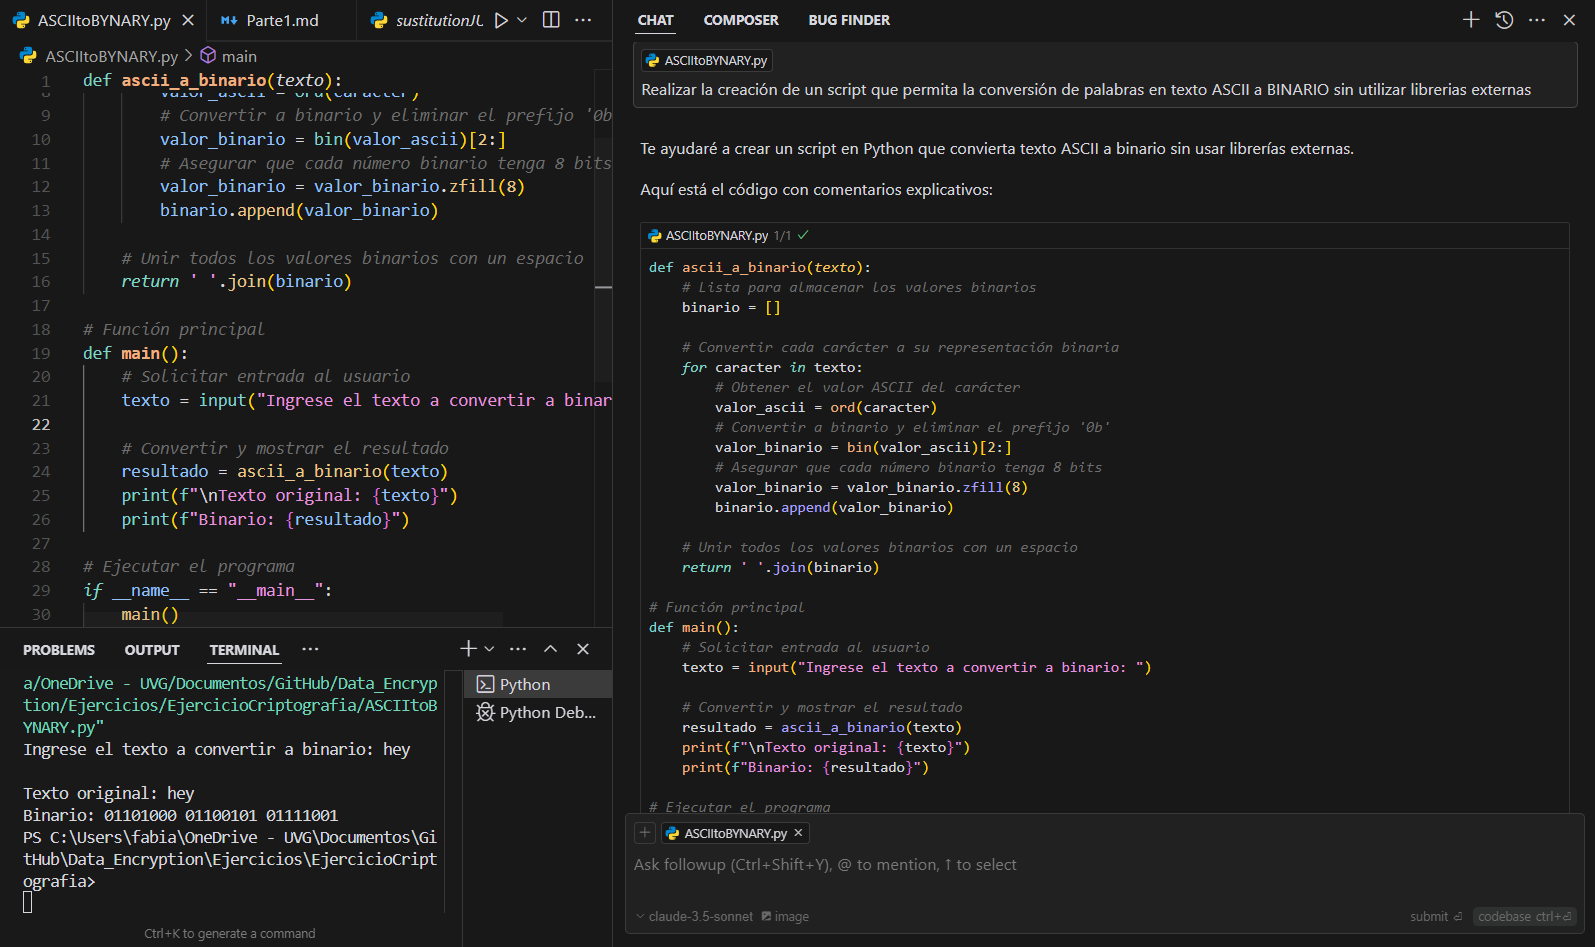 ASCIItoBYNARY.py
Parte1.md
sustitutionJU
ASCIItoBYNARY.py > main
1 def ascii_a_binario(texto):
8 valor_ascii = ord(caracter)
9 # Convertir a binario y eliminar el prefijo '0b
10 valor_binario = bin(valor_ascii)[2:]
11 # Asegurar que cada número binario tenga 8 bits
12 valor_binario = valor_binario.zfill(8)
13 binario.append(valor_binario)
14
15 # Unir todos los valores binarios con un espacio
16 return ' '.join(binario)
17
18 # Función principal
19 def main():
20 # Solicitar entrada al usuario
21 texto = input("Ingrese el texto a convertir a binar
22
23 # Convertir y mostrar el resultado
24 resultado = ascii_a_binario(texto)
25 print(f"\nTexto original: {texto}")
26 print(f"Binario: {resultado}")
27
28 # Ejecutar el programa
29 if __name__ == "__main__":
30 main()
PROBLEMS OUTPUT TERMINAL ···
a/OneDrive - UVG/Documentos/GitHub/Data_Encryp
tion/Ejercicios/EjercicioCriptografia/ASCIItoB
YNARY.py"
Ingrese el texto a convertir a binario: hey
Texto original: hey
Binario: 01101000 01100101 01111001
PS C:\Users\fabia\OneDrive - UVG\Documentos\Gi
tHub\Data_Encryption\Ejercicios\EjercicioCript
ografia>
Python
Python Deb...
Ctrl+K to generate a command
CHAT COMPOSER BUG FINDER
ASCIItoBYNARY.py
Realizar la creación de un script que permita la conversión de palabras en texto ASCII a BINARIO sin utilizar librerias externas
Te ayudaré a crear un script en Python que convierta texto ASCII a binario sin usar librerías externas.
Aquí está el código con comentarios explicativos:
ASCIItoBYNARY.py 1/1
def ascii_a_binario(texto):
# Lista para almacenar los valores binarios
binario = []
# Convertir cada carácter a su representación binaria
for caracter in texto:
# Obtener el valor ASCII del carácter
valor_ascii = ord(caracter)
# Convertir a binario y eliminar el prefijo '0b'
valor_binario = bin(valor_ascii)[2:]
# Asegurar que cada número binario tenga 8 bits
valor_binario = valor_binario.zfill(8)
binario.append(valor_binario)
# Unir todos los valores binarios con un espacio
return ' '.join(binario)
# Función principal
def main():
# Solicitar entrada al usuario
texto = input("Ingrese el texto a convertir a binario: ")
# Convertir y mostrar el resultado
resultado = ascii_a_binario(texto)
print(f"\nTexto original: {texto}")
print(f"Binario: {resultado}")
# Ejecutar el programa
ASCIItoBYNARY.py
Ask followup (Ctrl+Shift+Y), @ to mention, ↑ to select
claude-3.5-sonnet image
submit ⏎ codebase ctrl+⏎